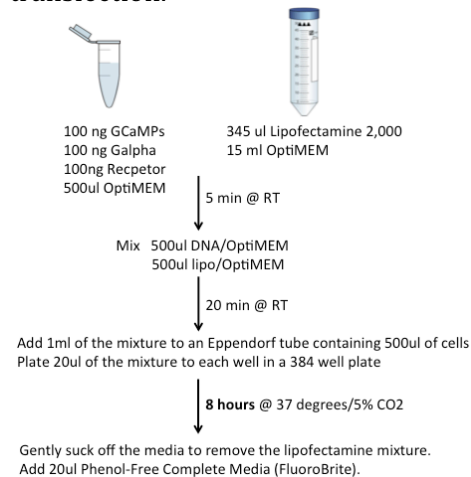 transfection.
100 ng GCaMPs
100 ng Galpha
100ng Recpetor
500ul OptiMEM
345 ul Lipofectamine 2,000
15 ml OptiMEM
5 min @ RT
Mix 500ul DNA/OptiMEM
500ul lipo/OptiMEM
20 min @ RT
Add 1ml of the mixture to an Eppendorf tube containing 500ul of cells
Plate 20ul of the mixture to each well in a 384 well plate
8 hours @ 37 degrees/5% CO2
Gently suck off the media to remove the lipofectamine mixture.
Add 20ul Phenol-Free Complete Media (FluoroBrite).